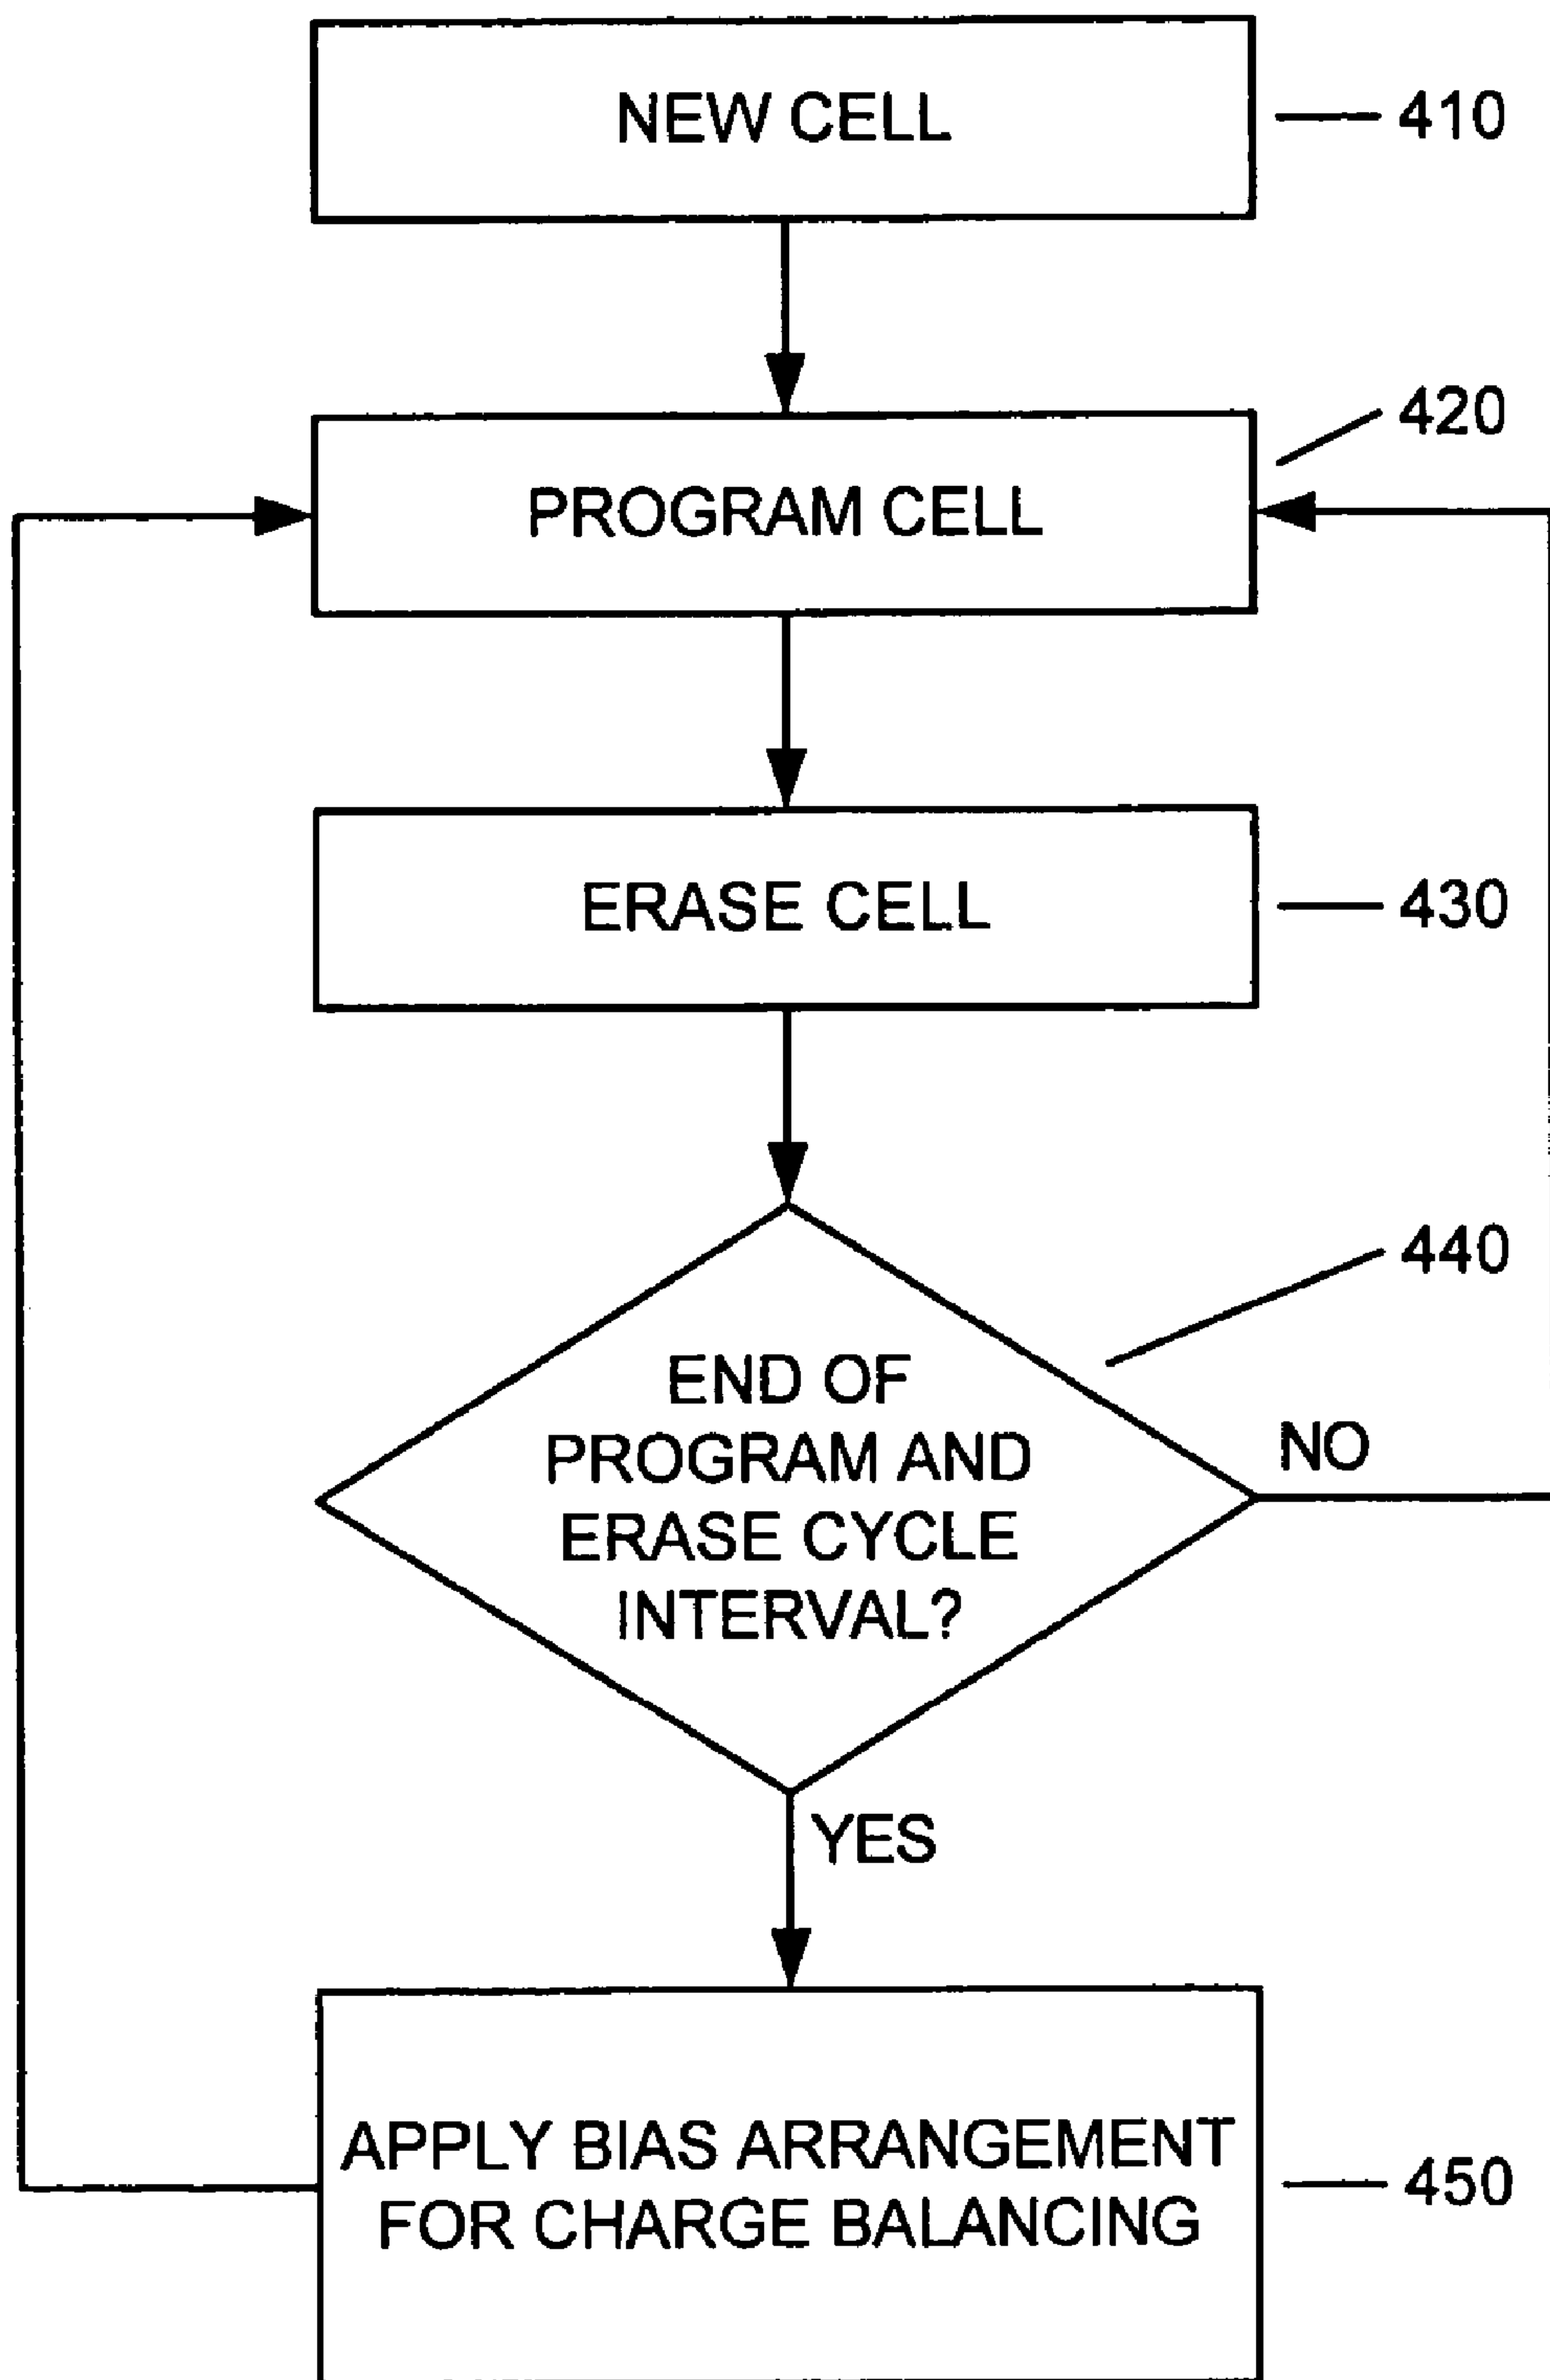 NEW CELL
410
420
PROGRAM CELL
ERASE CELL
430
440
END OF
PROGRAM AND
ERASE CYCLE
INTERVAL?
NO
YES
APPLY BIAS ARRANGEMENT
FOR CHARGE BALANCING
450